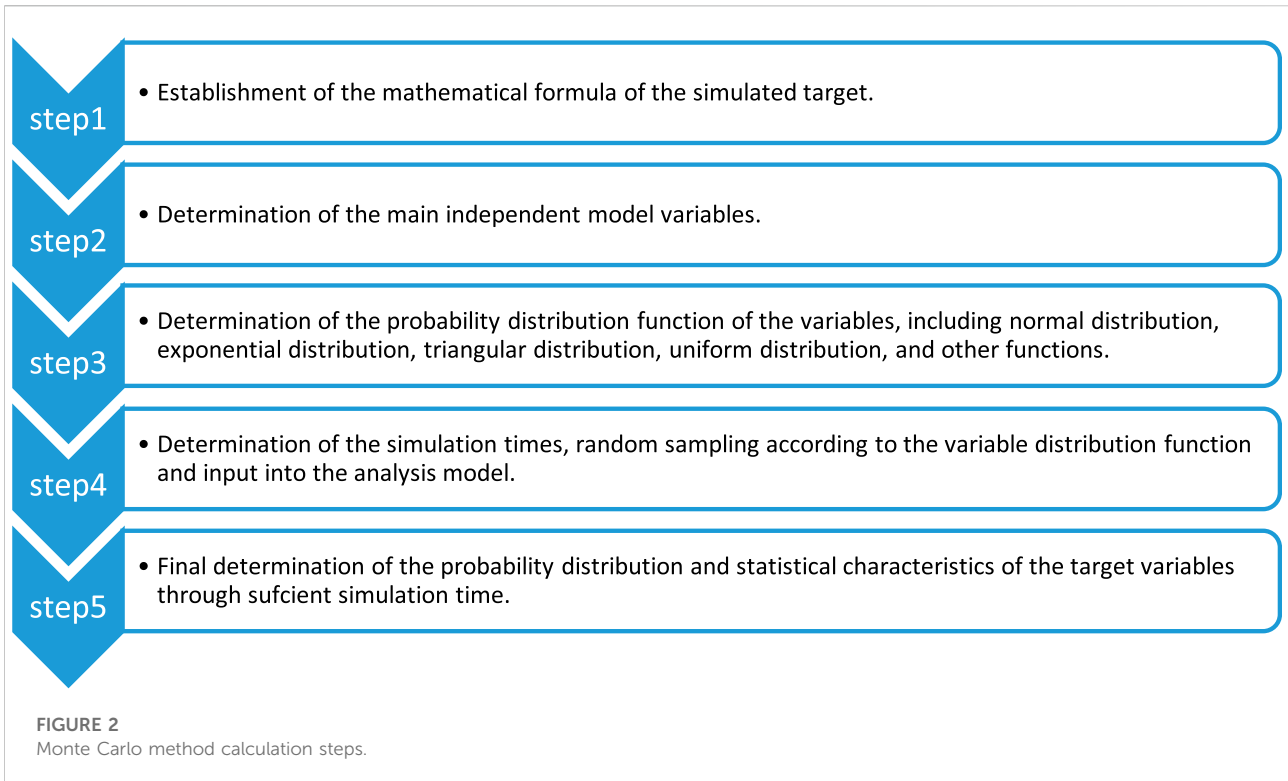 step1
• Establishment of the mathematical formula of the simulated target.
step2
• Determination of the main independent model variables.
step3
• Determination of the probability distribution function of the variables, including normal distribution,
exponential distribution, triangular distribution, uniform distribution, and other functions.
step4
• Determination of the simulation times, random sampling according to the variable distribution function
and input into the analysis model.
step5
• Final determination of the probability distribution and statistical characteristics of the target variables
through sufcient simulation time.
FIGURE 2
Monte Carlo method calculation steps.